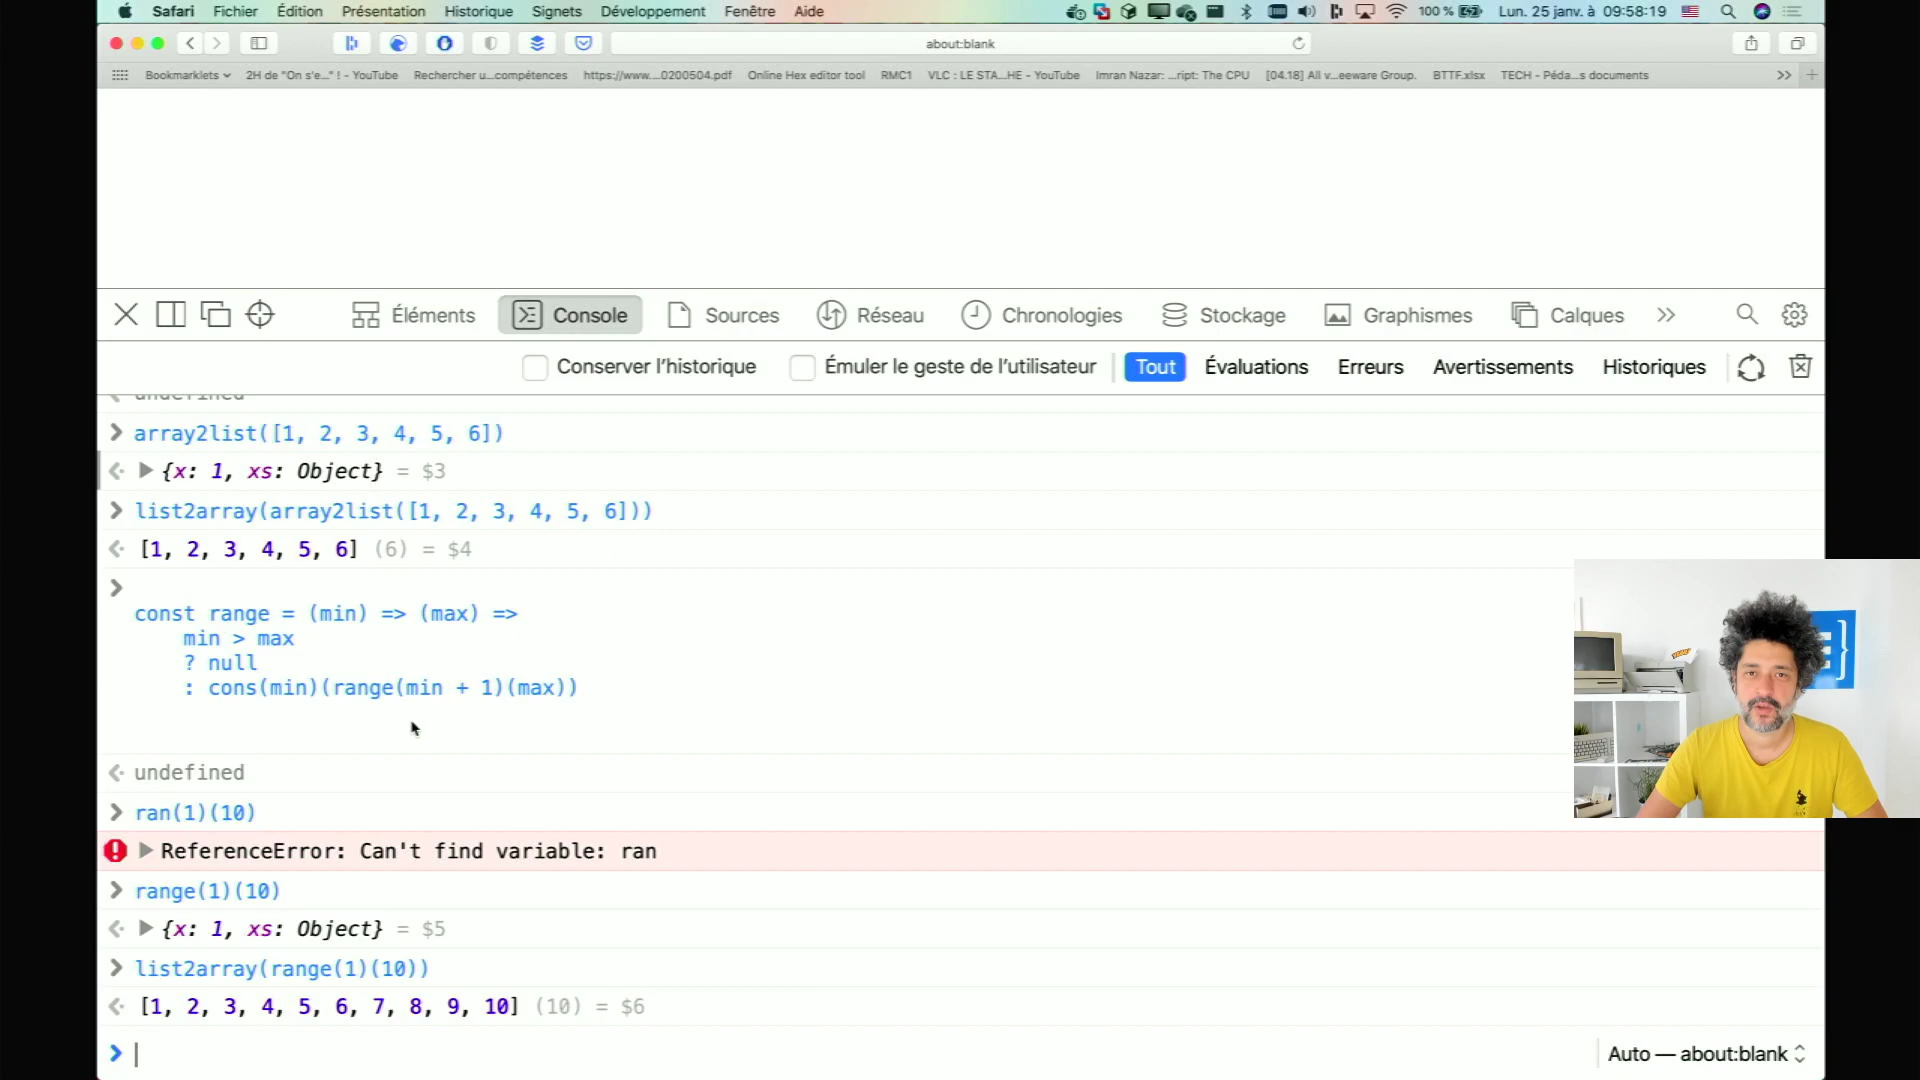 Safari Fichier Édition Présentation Historique Signets Développement Fenêtre Aide 100 % Lun. 25 janv. à 09:58:19
about:blank
Bookmarklets 2H de "On s'e..." ! - YouTube Rechercher u...compétences https://www....0200504.pdf Online Hex editor tool RMC1 VLC : LE STA...HE - YouTube Imran Nazar: ...ript: The CPU [04.18] All v...eeware Group. BTTF.xlsx TECH - Péda...s documents
Éléments Console Sources Réseau Chronologies Stockage Graphismes Calques
Conserver l'historique Émuler le geste de l'utilisateur Tout Évaluations Erreurs Avertissements Historiques
undefined
array2list([1, 2, 3, 4, 5, 6])
{x: 1, xs: Object} = $3
list2array(array2list([1, 2, 3, 4, 5, 6]))
[1, 2, 3, 4, 5, 6] (6) = $4
const range = (min) => (max) =>
min > max
? null
: cons(min)(range(min + 1)(max))
undefined
ran(1)(10)
ReferenceError: Can't find variable: ran
range(1)(10)
{x: 1, xs: Object} = $5
list2array(range(1)(10))
[1, 2, 3, 4, 5, 6, 7, 8, 9, 10] (10) = $6
Auto — about:blank